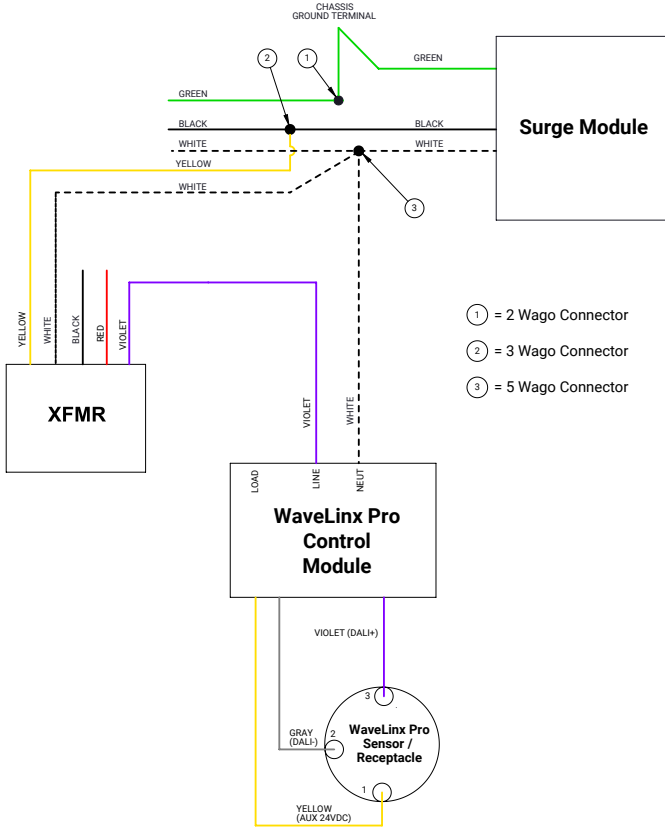 CHASSIS
GROUND TERMINAL
2
1
GREEN
GREEN
BLACK
BLACK
WHITE
WHITE
YELLOW
WHITE
3
Surge Module
1 = 2 Wago Connector
2 = 3 Wago Connector
3 = 5 Wago Connector
YELLOW
WHITE
BLACK
RED
VIOLET
XFMR
VIOLET
WHITE
LOAD
LINE
NEUT
WaveLinx Pro
Control
Module
VIOLET (DALI+)
3
GRAY
(DALI-)
2
WaveLinx Pro
Sensor /
Receptacle
1
YELLOW
(AUX 24VDC)